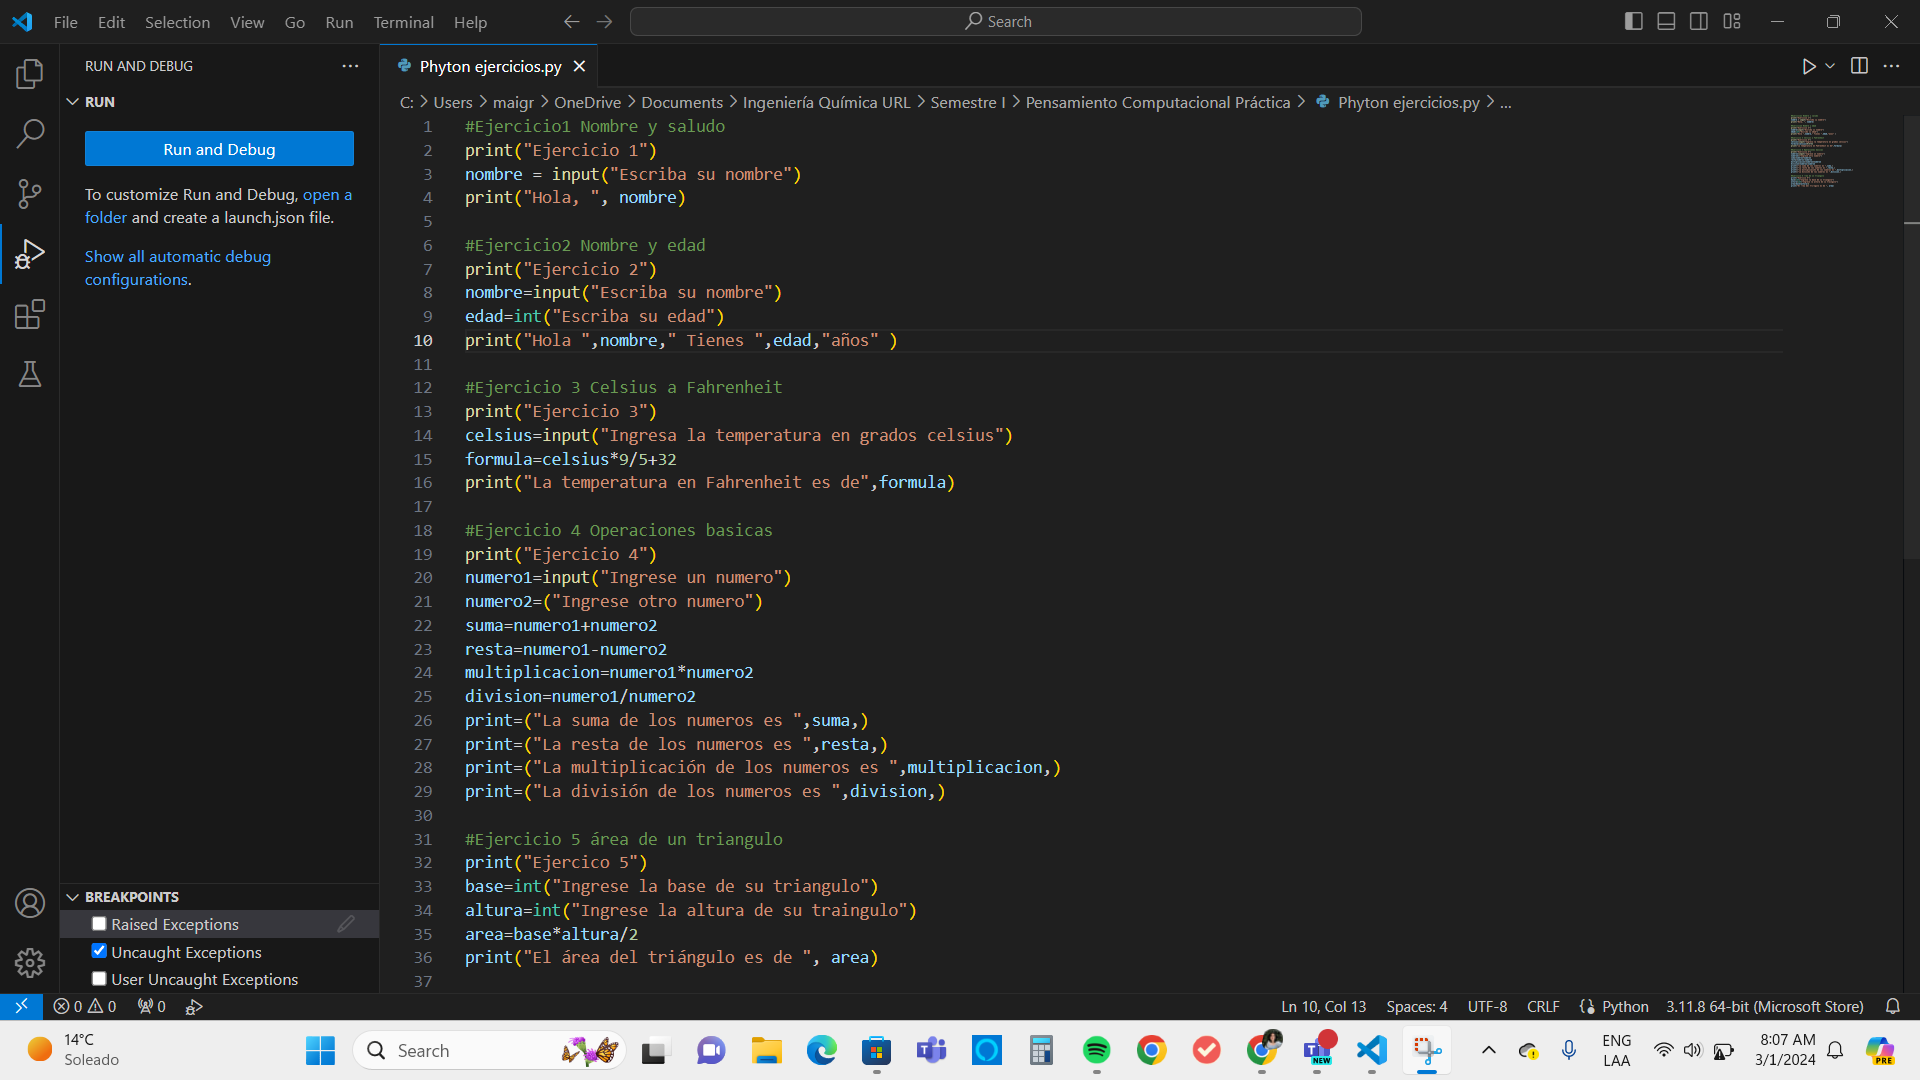 File Edit Selection View Go Run Terminal Help
Search
RUN AND DEBUG
RUN
Run and Debug
To customize Run and Debug, open a
folder and create a launch.json file.
Show all automatic debug
configurations.
BREAKPOINTS
Raised Exceptions
Uncaught Exceptions
User Uncaught Exceptions
Phyton ejercicios.py
C: > Users > maigr > OneDrive > Documents > Ingeniería Química URL > Semestre I > Pensamiento Computacional Práctica > Phyton ejercicios.py > ...
1 #Ejercicio1 Nombre y saludo
2 print("Ejercicio 1")
3 nombre = input("Escriba su nombre")
4 print("Hola, ", nombre)
5
6 #Ejercicio2 Nombre y edad
7 print("Ejercicio 2")
8 nombre=input("Escriba su nombre")
9 edad=int("Escriba su edad")
10 print("Hola ",nombre," Tienes ",edad,"años" )
11
12 #Ejercicio 3 Celsius a Fahrenheit
13 print("Ejercicio 3")
14 celsius=input("Ingresa la temperatura en grados celsius")
15 formula=celsius*9/5+32
16 print("La temperatura en Fahrenheit es de",formula)
17
18 #Ejercicio 4 Operaciones basicas
19 print("Ejercicio 4")
20 numero1=input("Ingrese un numero")
21 numero2=("Ingrese otro numero")
22 suma=numero1+numero2
23 resta=numero1-numero2
24 multiplicacion=numero1*numero2
25 division=numero1/numero2
26 print=("La suma de los numeros es ",suma,)
27 print=("La resta de los numeros es ",resta,)
28 print=("La multiplicación de los numeros es ",multiplicacion,)
29 print=("La división de los numeros es ",division,)
30
31 #Ejercicio 5 área de un triangulo
32 print("Ejercico 5")
33 base=int("Ingrese la base de su triangulo")
34 altura=int("Ingrese la altura de su traingulo")
35 area=base*altura/2
36 print("El área del triángulo es de ", area)
37
0 0 0
Ln 10, Col 13 Spaces: 4 UTF-8 CRLF Python 3.11.8 64-bit (Microsoft Store)
14°C
Soleado
Search
NEW
ENG
LAA
8:07 AM
3/1/2024
PRE